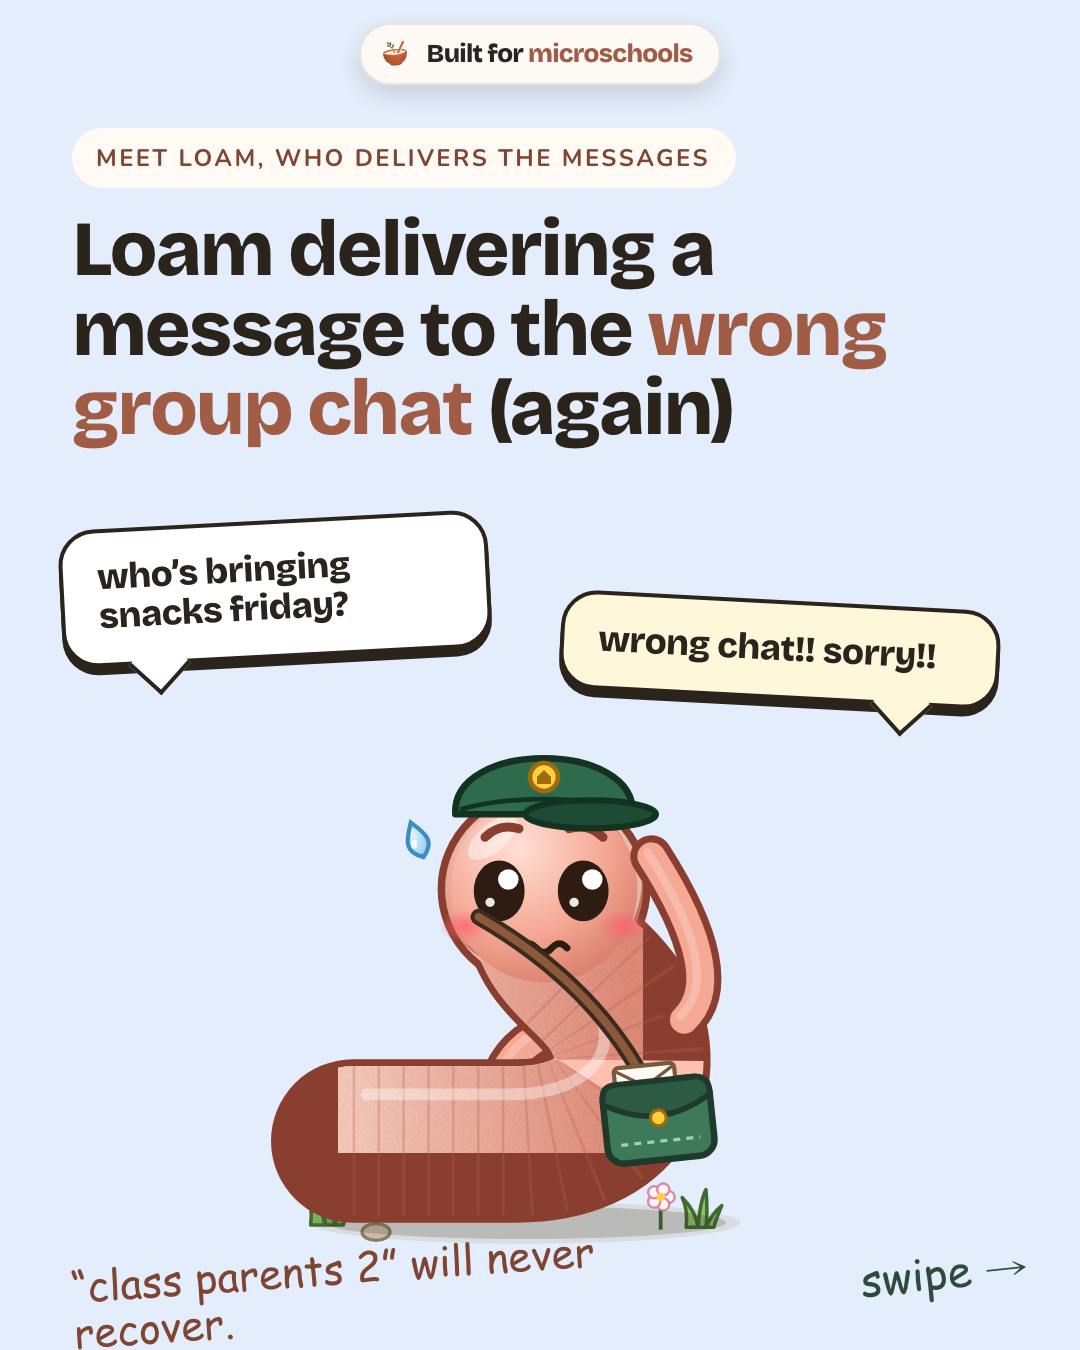 Built for microschools
MEET LOAM, WHO DELIVERS THE MESSAGES
Loam delivering a
message to the wrong
group chat (again)
who's bringing
snacks friday?
wrong chat!! sorry!!
"class parents 2" will never
recover.
swipe →